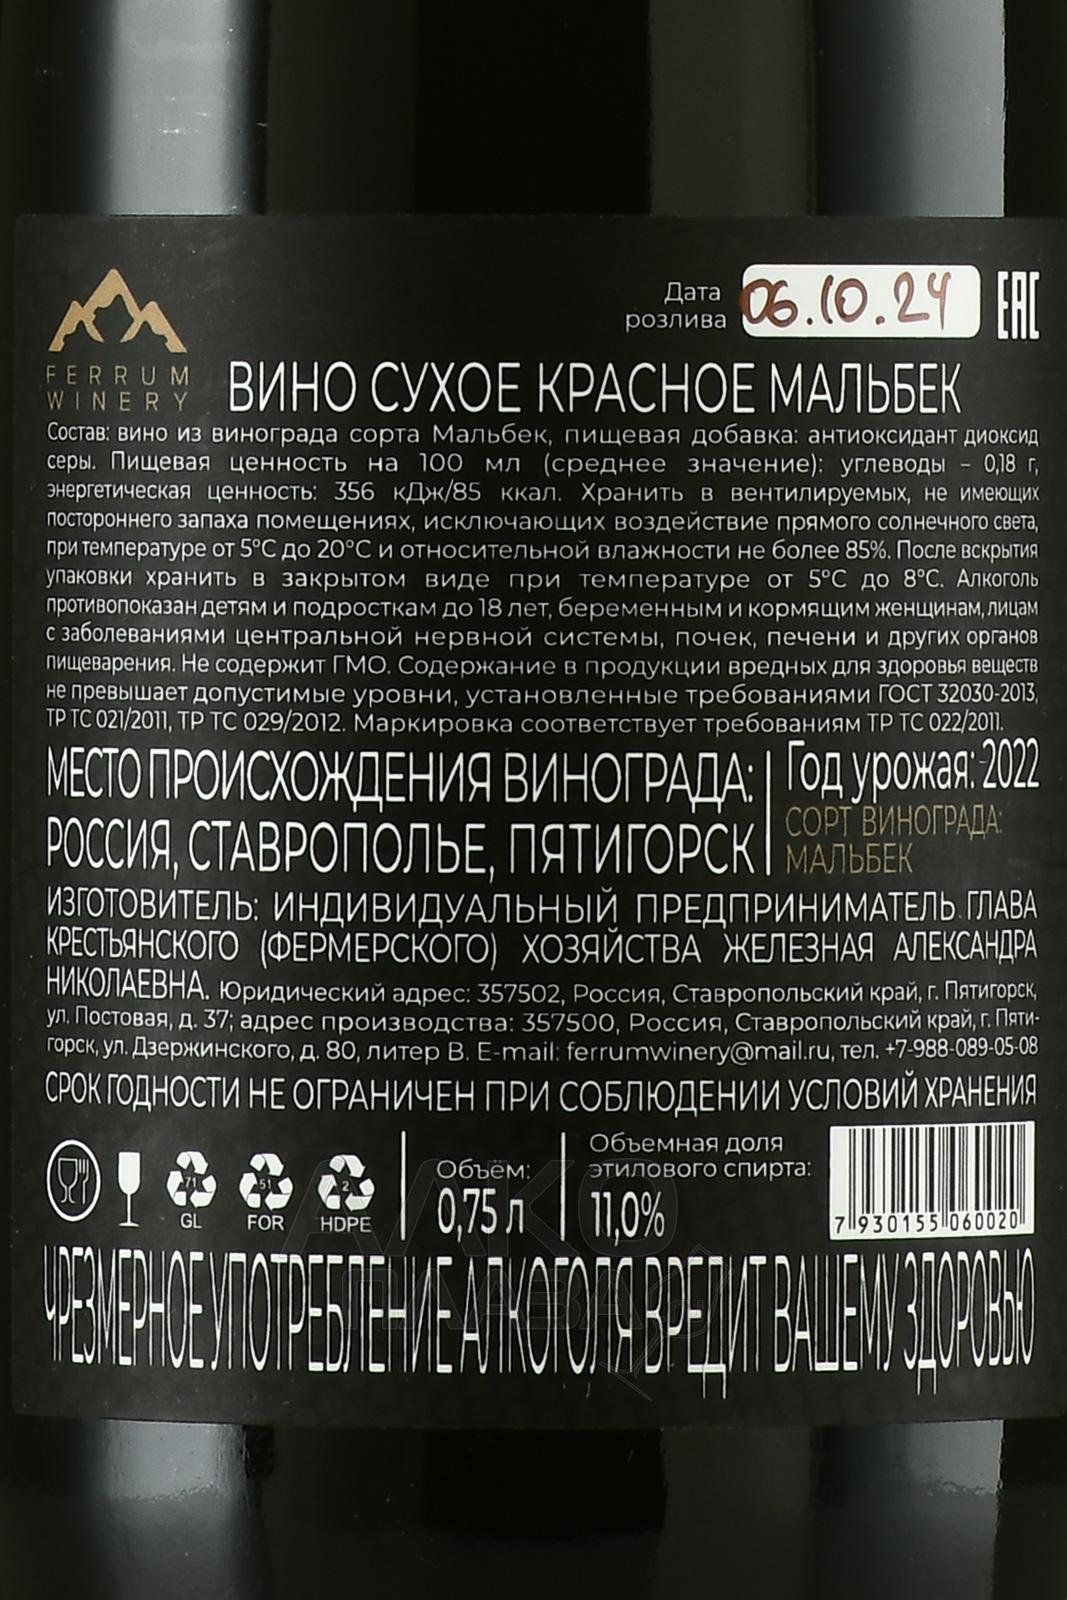 Дата
розлива
06.10.24
EAC
FERRUM
WINERY
ВИНО СУХОЕ КРАСНОЕ МАЛЬБЕК
Состав: вино из винограда сорта Мальбек, пищевая добавка: антиоксидант диоксид
серы. Пищевая ценность на 100 мл (среднее значение): углеводы – 0,18 г,
энергетическая ценность: 356 кДж/85 ккал. Хранить в вентилируемых, не имеющих
постороннего запаха помещениях, исключающих воздействие прямого солнечного света,
при температуре от 5°С до 20°С и относительной влажности не более 85%. После вскрытия
упаковки хранить в закрытом виде при температуре от 5°С до 8°С. Алкоголь
противопоказан детям и подросткам до 18 лет, беременным и кормящим женщинам, лицам
с заболеваниями центральной нервной системы, почек, печени и других органов
пищеварения. Не содержит ГМО. Содержание в продукции вредных для здоровья веществ
не превышает допустимые уровни, установленные требованиями ГОСТ 32030-2013,
ТР ТС 021/2011, ТР ТС 029/2012. Маркировка соответствует требованиям ТР ТС 022/2011.
МЕСТО ПРОИСХОЖДЕНИЯ ВИНОГРАДА:
РОССИЯ, СТАВРОПОЛЬЕ, ПЯТИГОРСК
Год урожая: 2022
СОРТ ВИНОГРАДА:
МАЛЬБЕК
ИЗГОТОВИТЕЛЬ: ИНДИВИДУАЛЬНЫЙ ПРЕДПРИНИМАТЕЛЬ ГЛАВА
КРЕСТЬЯНСКОГО (ФЕРМЕРСКОГО) ХОЗЯЙСТВА ЖЕЛЕЗНАЯ АЛЕКСАНДРА
НИКОЛАЕВНА. Юридический адрес: 357502, Россия, Ставропольский край, г. Пятигорск,
ул. Постовая, д. 37; адрес производства: 357500, Россия, Ставропольский край, г. Пяти-
горск, ул. Дзержинского, д. 80, литер В. E-mail: ferrumwinery@mail.ru, тел. +7-988-089-05-08
СРОК ГОДНОСТИ НЕ ОГРАНИЧЕН ПРИ СОБЛЮДЕНИИ УСЛОВИЙ ХРАНЕНИЯ
71
GL
51
FOR
2
HDPE
Объём:
0,75 л
Объемная доля
этилового спирта:
11,0%
7 930155 060020
ЧРЕЗМЕРНОЕ УПОТРЕБЛЕНИЕ АЛКОГОЛЯ ВРЕДИТ ВАШЕМУ ЗДОРОВЬЮ
АЛКО
ПЛАЗА